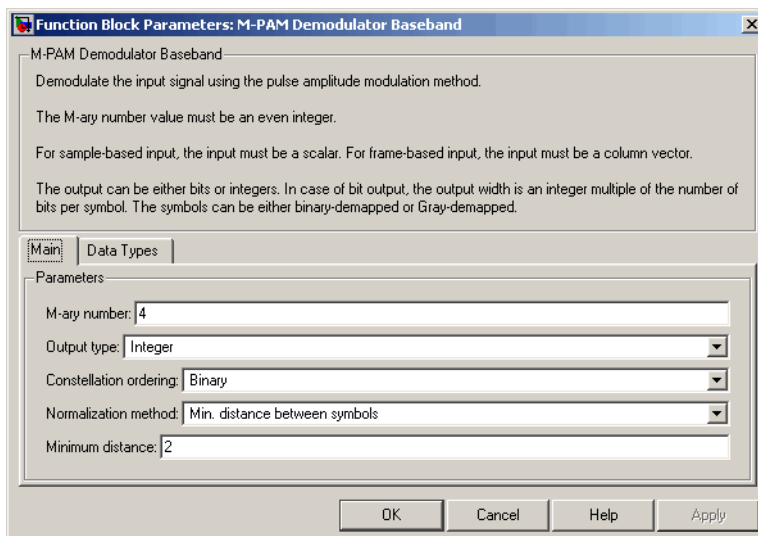 Function Block Parameters: M-PAM Demodulator Baseband
M-PAM Demodulator Baseband
Demodulate the input signal using the pulse amplitude modulation method.
The M-ary number value must be an even integer.
For sample-based input, the input must be a scalar. For frame-based input, the input must be a column vector.
The output can be either bits or integers. In case of bit output, the output width is an integer multiple of the number of
bits per symbol. The symbols can be either binary-demapped or Gray-demapped.
Main Data Types
Parameters
M-ary number: 4
Output type: Integer
Constellation ordering: Binary
Normalization method: Min. distance between symbols
Minimum distance: 2
OK Cancel Help Apply